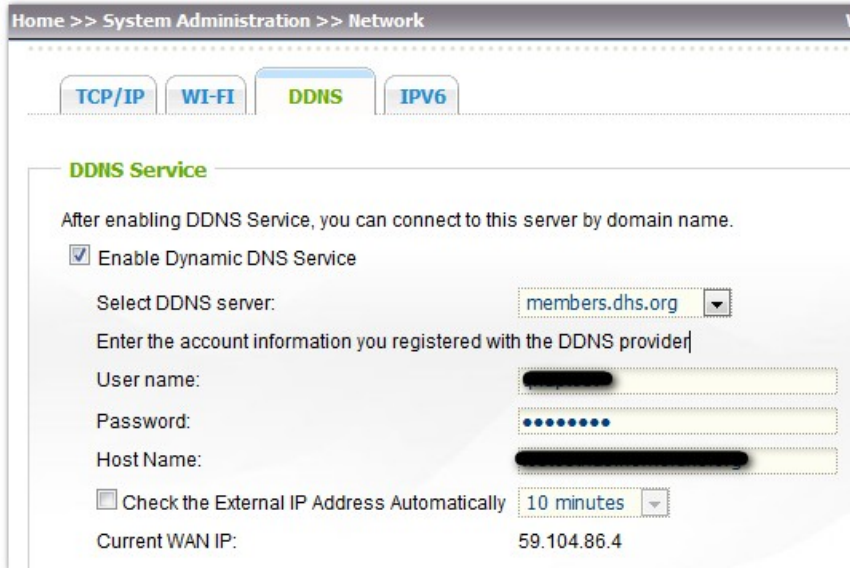 Home >> System Administration >> Network
TCP/IP WI-FI DDNS IPV6
DDNS Service
After enabling DDNS Service, you can connect to this server by domain name.
Enable Dynamic DNS Service
Select DDNS server: members.dhs.org
Enter the account information you registered with the DDNS provider
User name:
Password: ••••••••
Host Name:
Check the External IP Address Automatically 10 minutes
Current WAN IP: 59.104.86.4